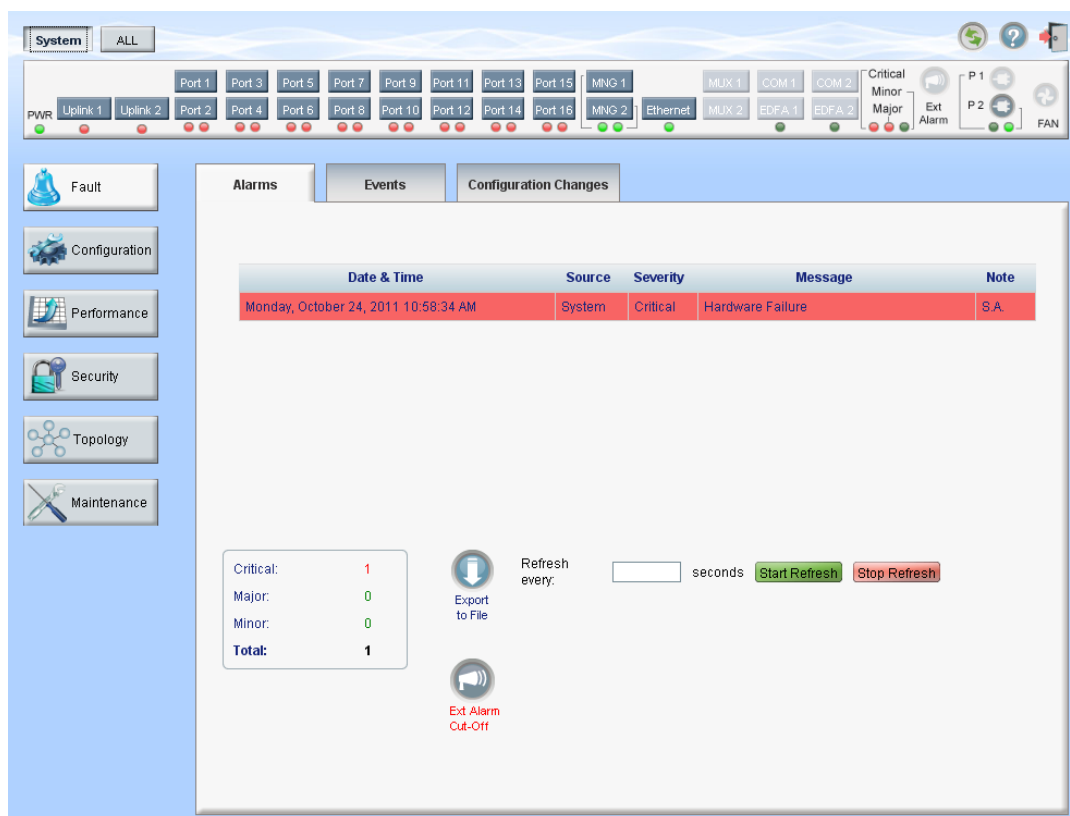 System
ALL
Port 1 Port 3 Port 5 Port 7 Port 9 Port 11 Port 13 Port 15 MNG 1 MUX 1 COM 1 COM 2 Critical P 1
Minor
PWR Uplink 1 Uplink 2 Port 2 Port 4 Port 6 Port 8 Port 10 Port 12 Port 14 Port 16 MNG 2 Ethernet MUX 2 EDFA 1 EDFA 2 Major Ext P 2
Alarm FAN
Fault
Configuration
Performance
Security
Topology
Maintenance
Alarms Events Configuration Changes
Date & Time Source Severity Message Note
Monday, October 24, 2011 10:58:34 AM System Critical Hardware Failure S.A.
Critical: 1
Major: 0
Minor: 0
Total: 1
Export
to File
Ext Alarm
Cut-Off
Refresh
every: seconds Start Refresh Stop Refresh